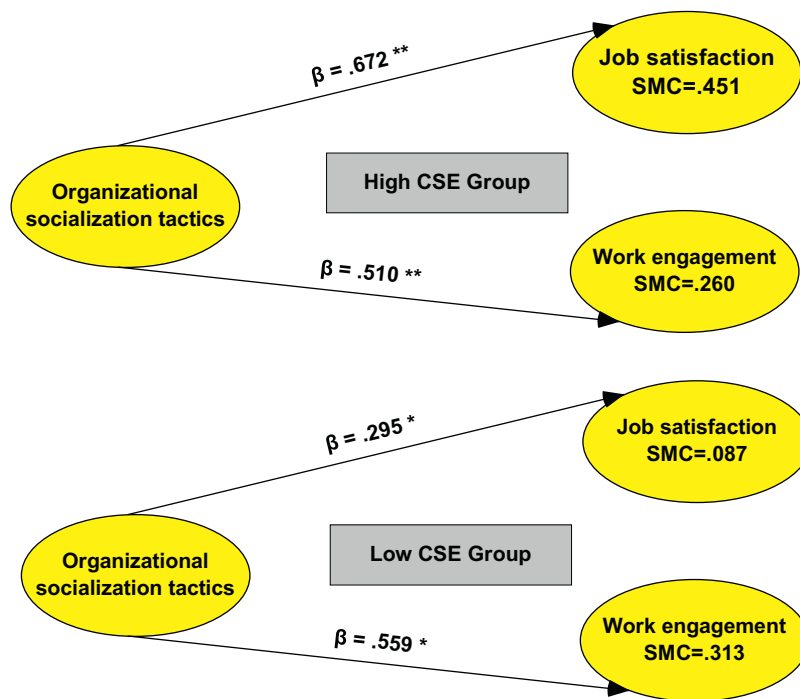 β = .672 **
Job satisfaction
SMC=.451
Organizational
socialization tactics
High CSE Group
β = .510 **
Work engagement
SMC=.260
β = .295 *
Job satisfaction
SMC=.087
Organizational
socialization tactics
Low CSE Group
β = .559 *
Work engagement
SMC=.313